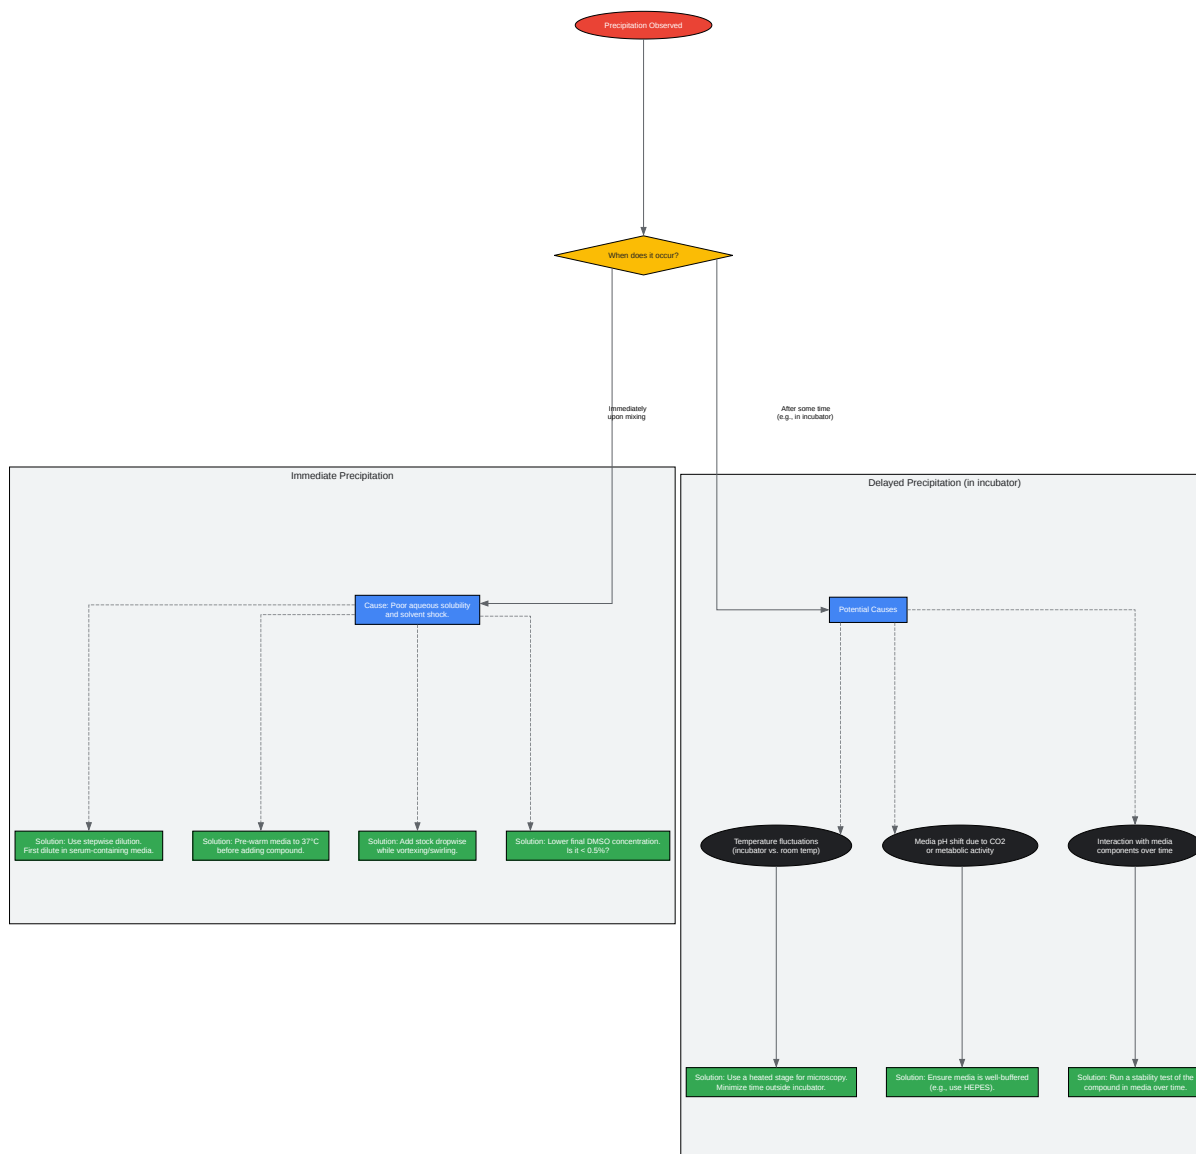 Precipitation Observed
When does it occur?
Immediately
upon mixing
After some time
(e.g., in incubator)
Immediate Precipitation
Cause: Poor aqueous solubility
and solvent shock.
Solution: Use stepwise dilution.
First dilute in serum-containing media.
Solution: Pre-warm media to 37°C
before adding compound.
Solution: Add stock dropwise
while vortexing/swirling.
Solution: Lower final DMSO concentration.
Is it < 0.5%?
Delayed Precipitation (in incubator)
Potential Causes
Temperature fluctuations
(incubator vs. room temp)
Media pH shift due to CO2
or metabolic activity
Interaction with media
components over time
Solution: Use a heated stage for microscopy.
Minimize time outside incubator.
Solution: Ensure media is well-buffered
(e.g., use HEPES).
Solution: Run a stability test of the
compound in media over time.